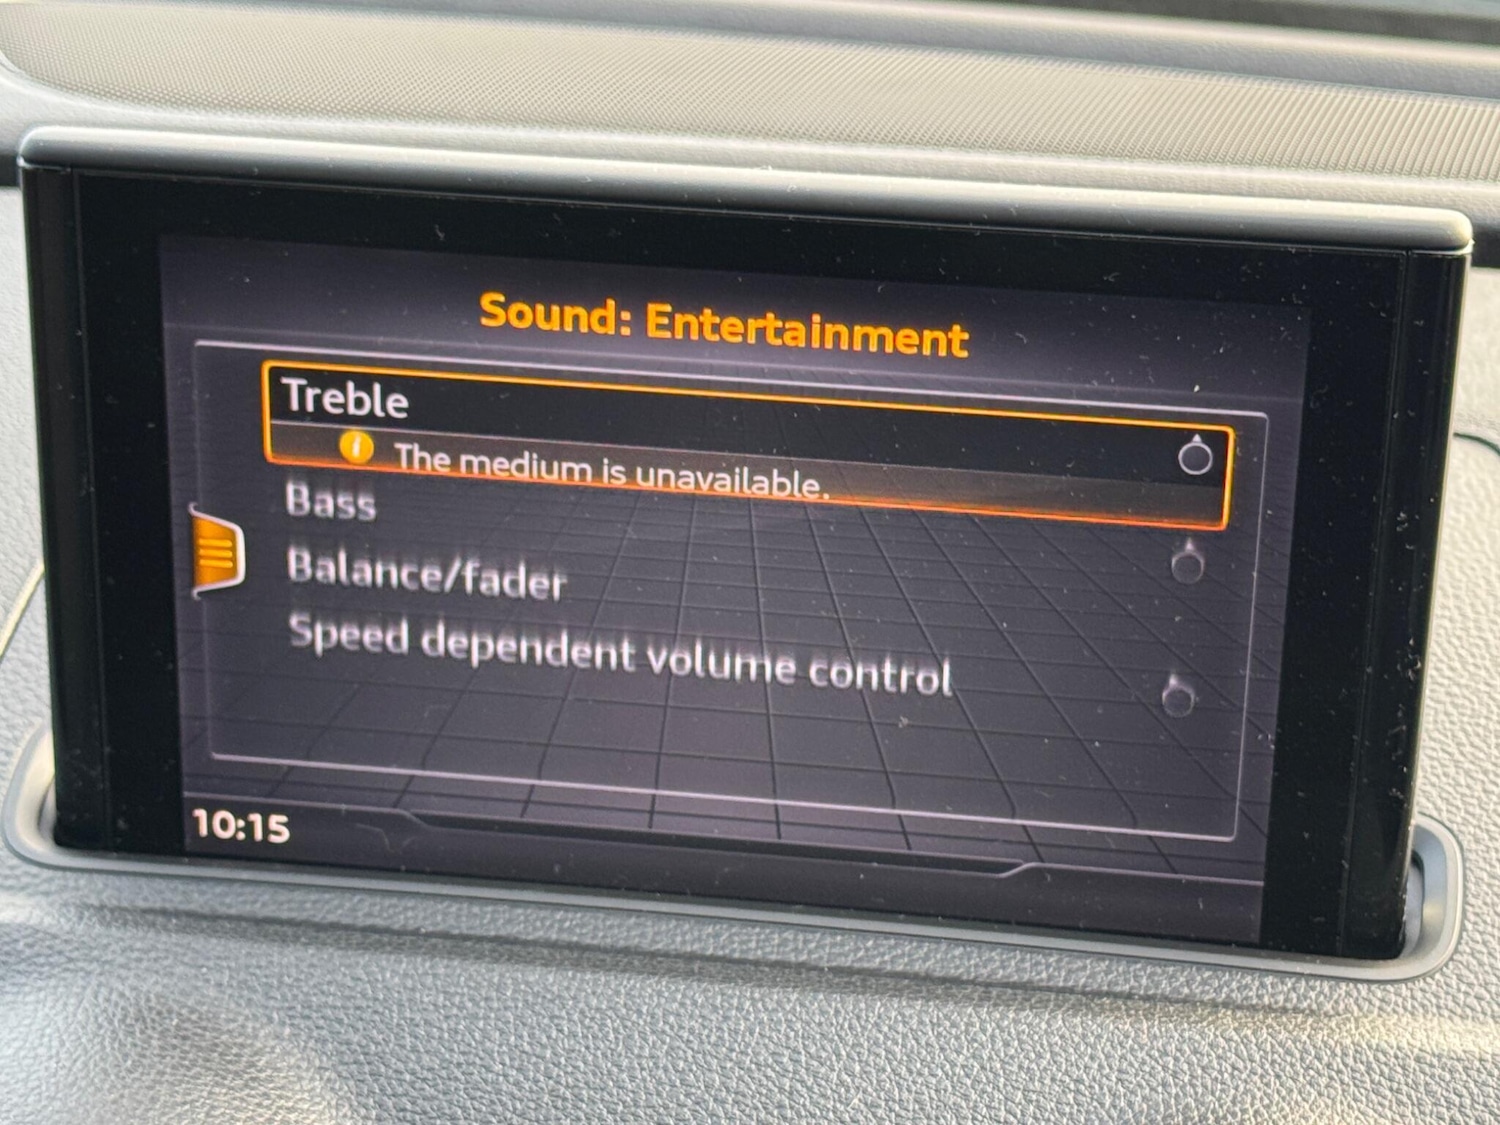 Sound: Entertainment
Treble
i The medium is unavailable.
Bass
Balance/fader
Speed dependent volume control
10:15